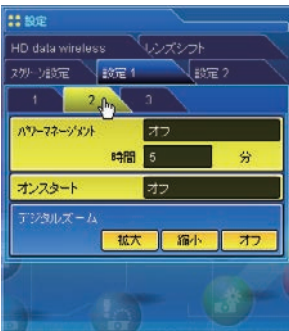 設定
HD data wireless レンズシフト
スクリーン設定 設定 1 設定 2
1 2 3
パワーマネージメント オフ
時間 5 分
オンスタート オフ
デジタルズーム
拡大 縮小 オフ